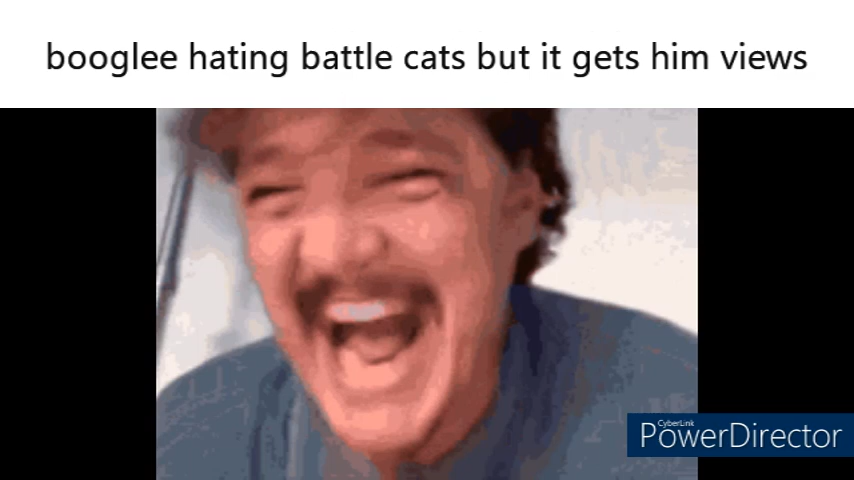 booglee hating battle cats but it gets him views
CyberLink
PowerDirector